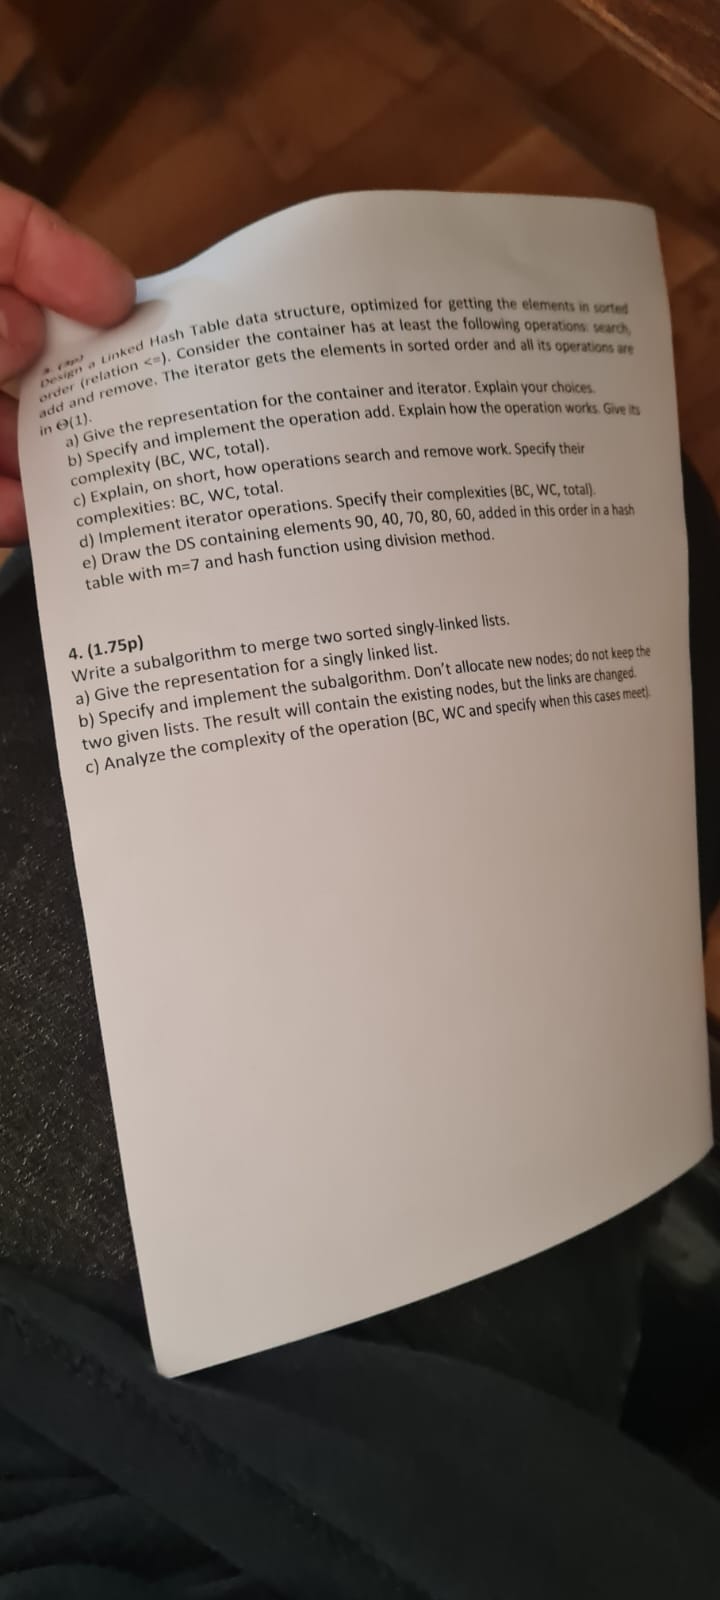 3. (3p)
Design a Linked Hash Table data structure, optimized for getting the elements in sorted
order (relation <=). Consider the container has at least the following operations: search,
add and remove. The iterator gets the elements in sorted order and all its operations are
in Θ(1).
a) Give the representation for the container and iterator. Explain your choices.
b) Specify and implement the operation add. Explain how the operation works. Give its
complexity (BC, WC, total).
c) Explain, on short, how operations search and remove work. Specify their
complexities: BC, WC, total.
d) Implement iterator operations. Specify their complexities (BC, WC, total).
e) Draw the DS containing elements 90, 40, 70, 80, 60, added in this order in a hash
table with m=7 and hash function using division method.
4. (1.75p)
Write a subalgorithm to merge two sorted singly-linked lists.
a) Give the representation for a singly linked list.
b) Specify and implement the subalgorithm. Don't allocate new nodes; do not keep the
two given lists. The result will contain the existing nodes, but the links are changed.
c) Analyze the complexity of the operation (BC, WC and specify when this cases meet).